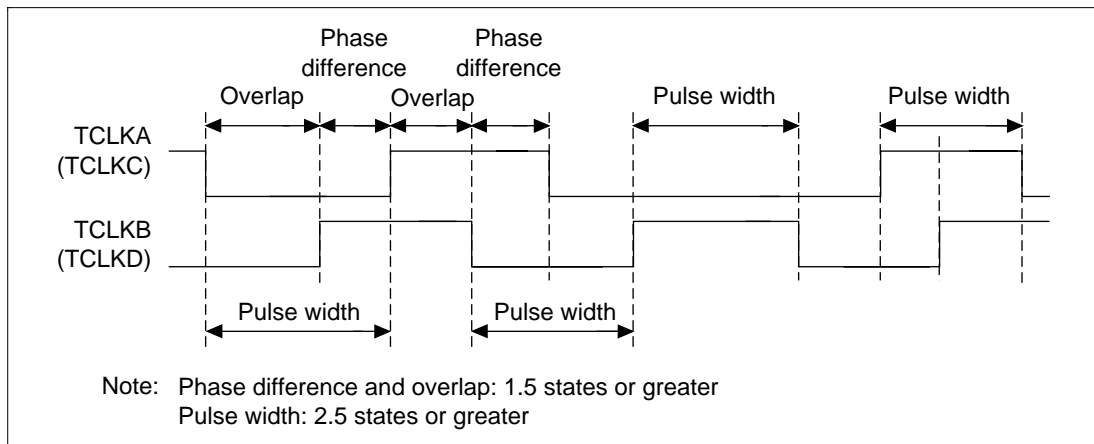 Phase
difference
Phase
difference
Overlap
Overlap
Pulse width
Pulse width
TCLKA
(TCLKC)
TCLKB
(TCLKD)
Pulse width
Pulse width
Note: Phase difference and overlap: 1.5 states or greater
Pulse width: 2.5 states or greater